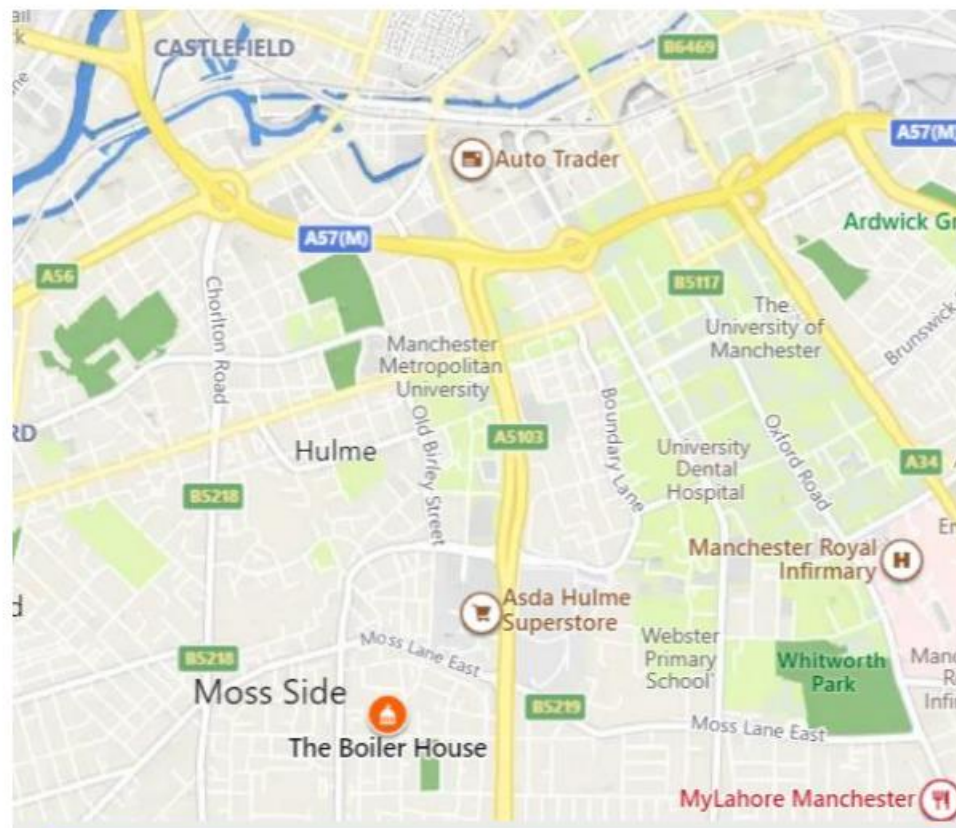 CASTLEFIELD
B6469
A57(M)
Auto Trader
Ardwick Gr
A57(M)
A56
B5117
Chorlton Road
The
University of
Manchester
Brunswick
Manchester
Metropolitan
University
Old Birley Street
Boundary Lane
RD
Hulme
A5103
University
Dental
Hospital
Oxford Road
A34
B5218
Manchester Royal
Infirmary
H
Er
Asda Hulme
Superstore
Moss Lane East
B5218
Webster
Primary
School
Whitworth
Park
Man
R
Infi
Moss Side
The Boiler House
B5219
Moss Lane East
MyLahore Manchester